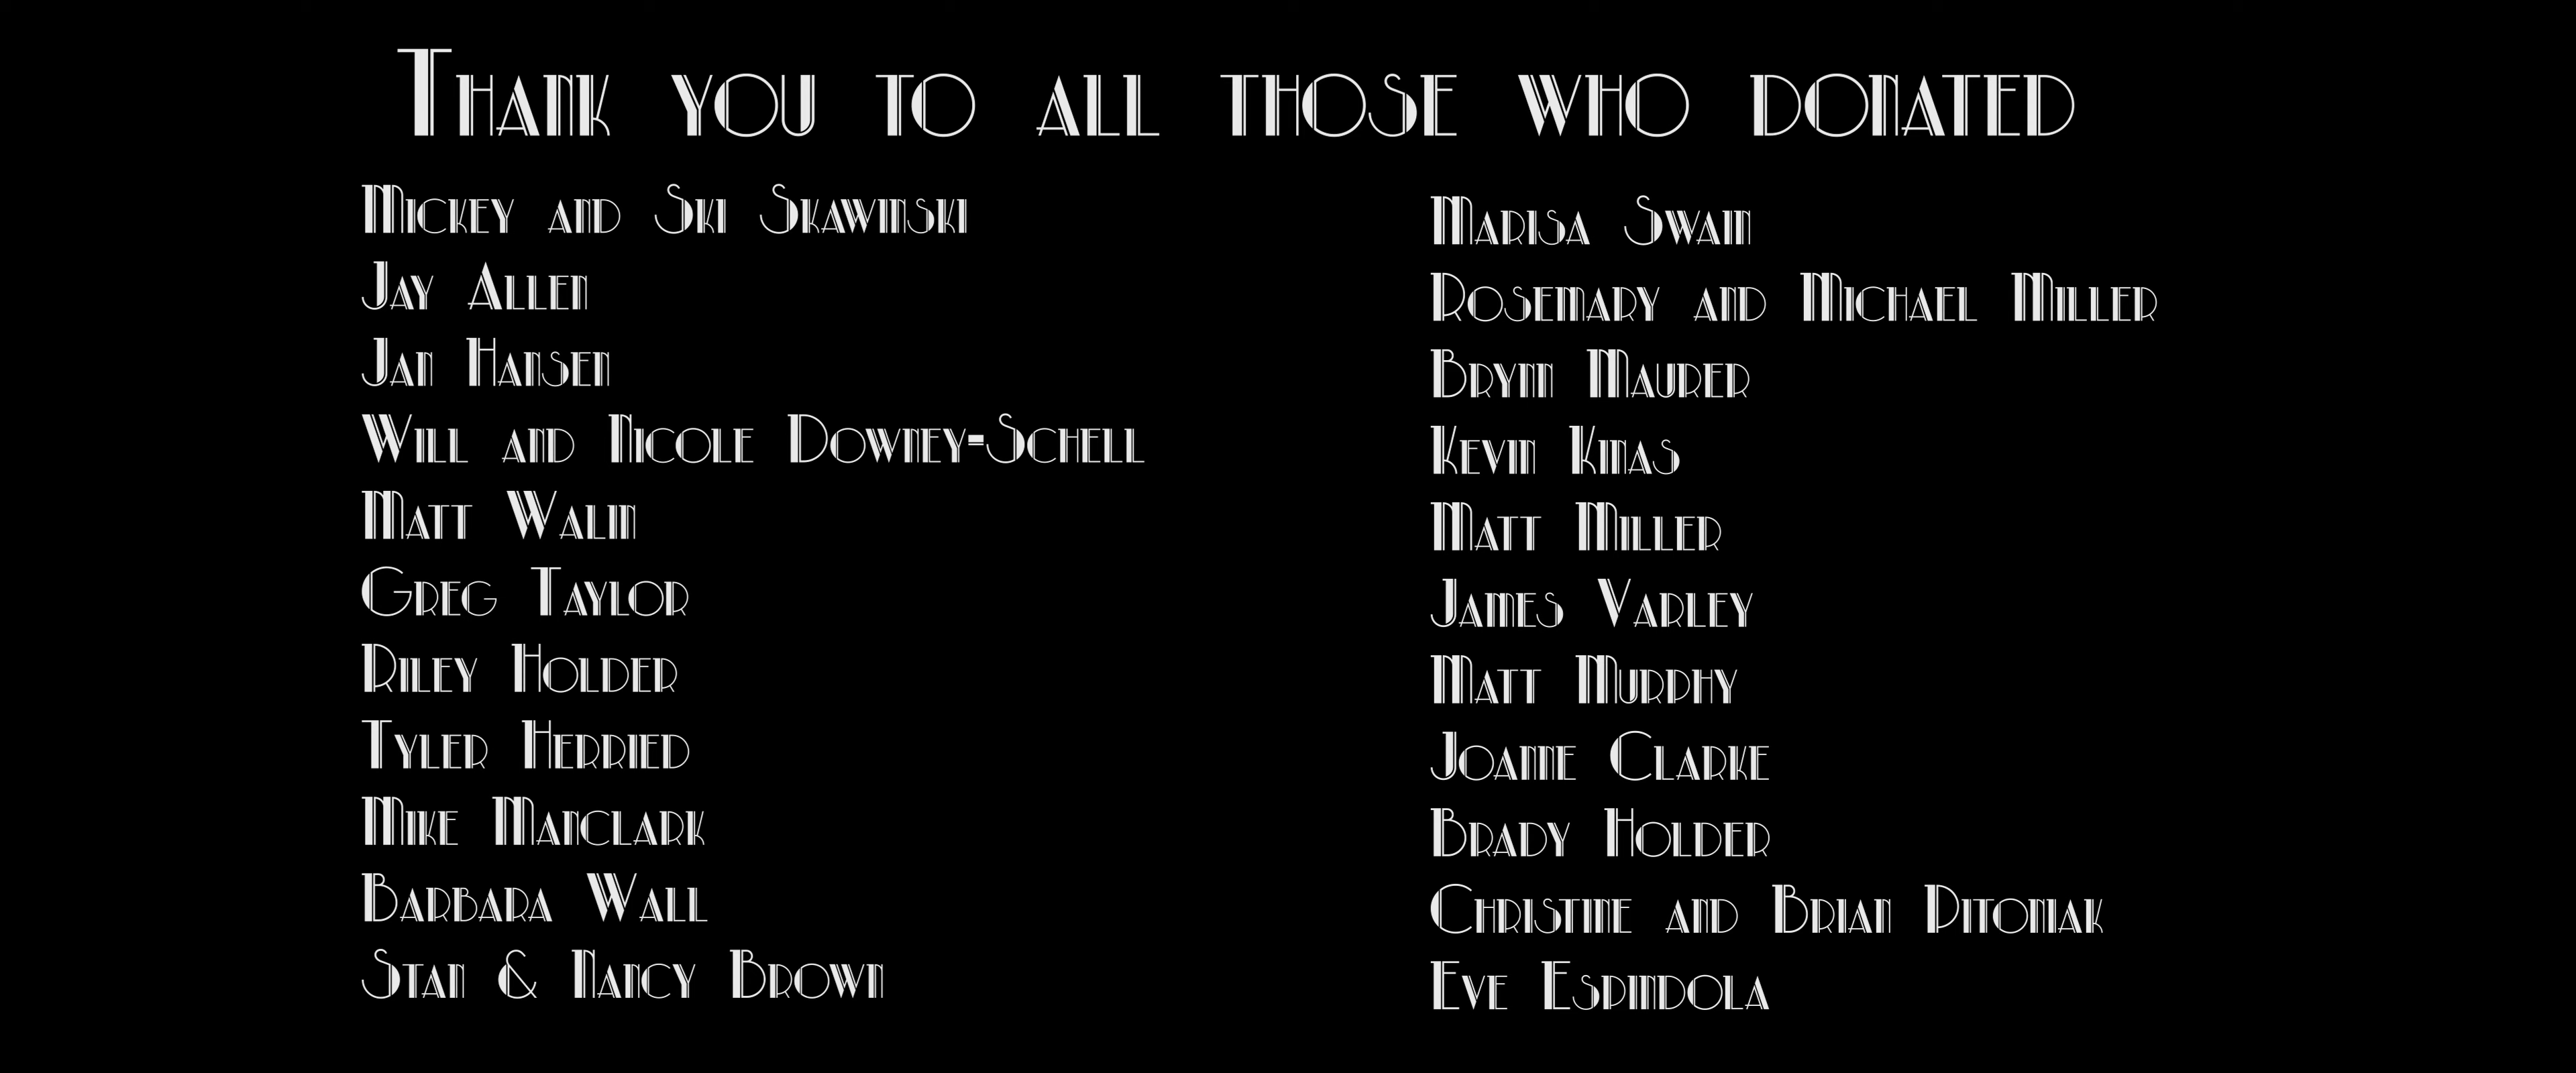 Thank you to all those who donated
Mickey and Ski Skawinski
Jay Allen
Jan Hansen
Will and Nicole Downey-Schell
Matt Walin
Greg Taylor
Riley Holder
Tyler Herried
Mike Manclark
Barbara Wall
Stan & Nancy Brown
Marisa Swain
Rosemary and Michael Miller
Brynn Maurer
Kevin Kinas
Matt Miller
James Varley
Matt Murphy
Joanne Clarke
Brady Holder
Christine and Brian Pitoniak
Eve Espindola